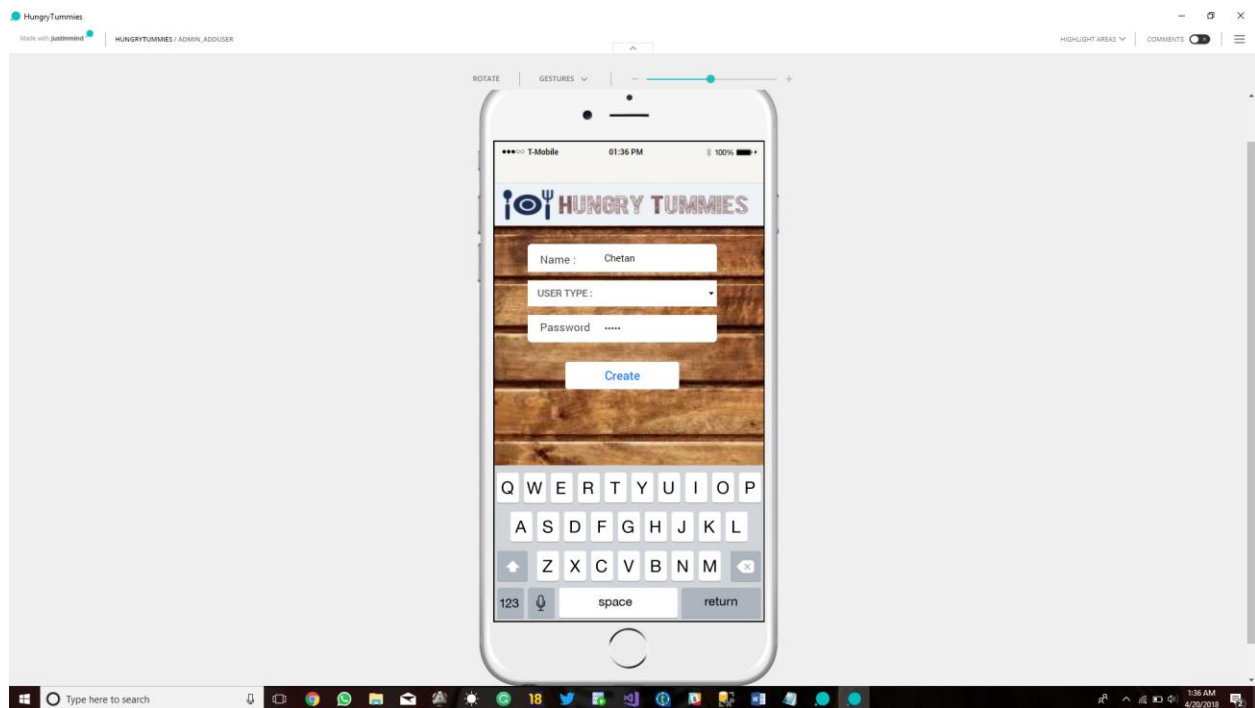 HungryTummies
Made with justinmind
HUNGRYTUMMIES / ADMIN_ADDUSER
HIGHLIGHT AREAS
COMMENTS
ROTATE
GESTURES
T-Mobile 01:36 PM 100%
HUNGRY TUMMIES
Name : Chetan
USER TYPE :
Password •••••
Create
Q W E R T Y U I O P
A S D F G H J K L
Z X C V B N M
123 space return
Type here to search
18
1:36 AM
4/20/2018